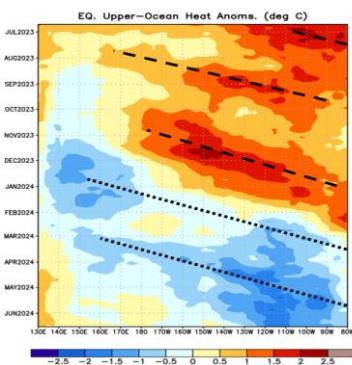 EQ. Upper-Ocean Heat Anoms. (deg C)
JUL2023
AUG2023
SEP2023
OCT2023
NOV2023
DEC2023
JAN2024
FEB2024
MAR2024
APR2024
MAY2024
JUN2024
130E 140E 150E 160E 170E 180 170W 160W 150W 140W 130W 120W 110W 100W 90W 80W
-2.5 -2 -1.5 -1 -0.5 0 0.5 1 1.5 2 2.5